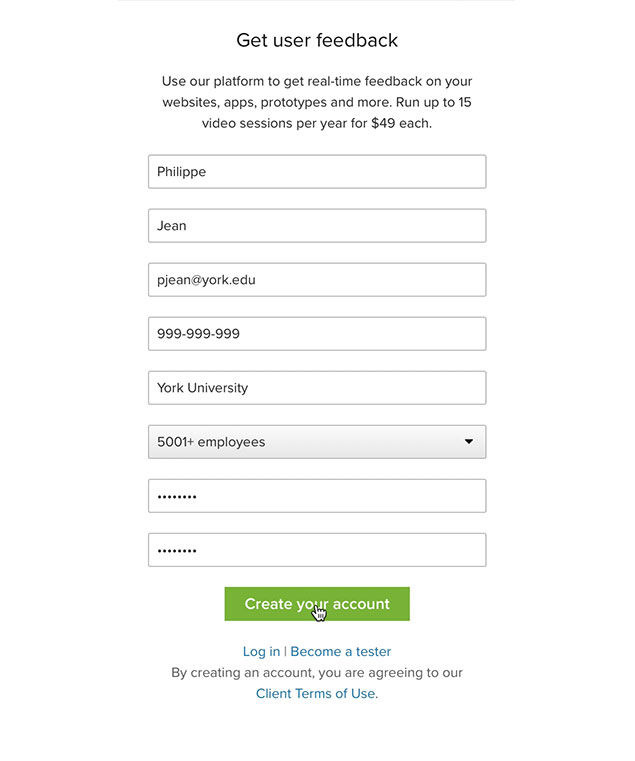 Get user feedback
Use our platform to get real-time feedback on your
websites, apps, prototypes and more. Run up to 15
video sessions per year for $49 each.
Philippe
Jean
pjean@york.edu
999-999-999
York University
5001+ employees
••••••••
••••••••
Create your account
Log in | Become a tester
By creating an account, you are agreeing to our
Client Terms of Use.